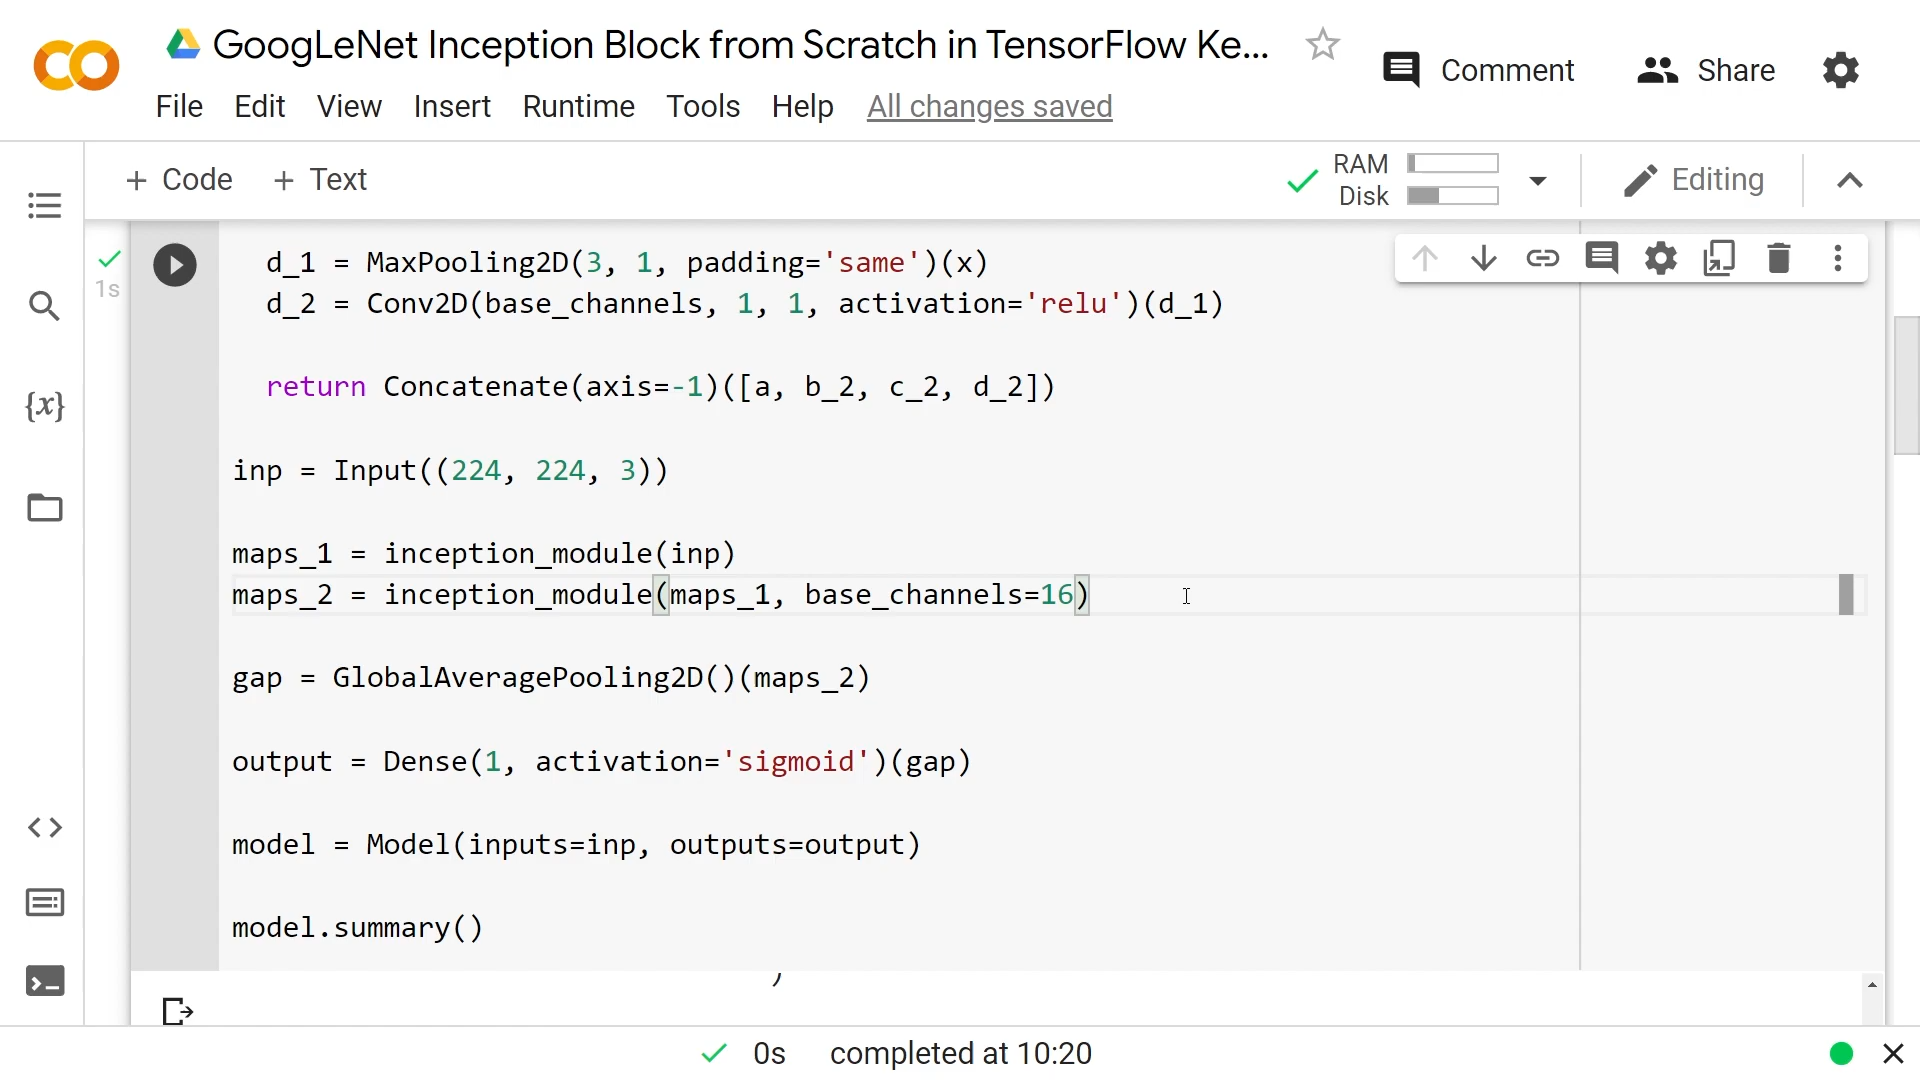 GoogLeNet Inception Block from Scratch in TensorFlow Ke...
Comment
Share
File Edit View Insert Runtime Tools Help All changes saved
+ Code + Text
RAM
Disk
Editing
1s
{x}
d_1 = MaxPooling2D(3, 1, padding='same')(x)
d_2 = Conv2D(base_channels, 1, 1, activation='relu')(d_1)
return Concatenate(axis=-1)([a, b_2, c_2, d_2])
inp = Input((224, 224, 3))
maps_1 = inception_module(inp)
maps_2 = inception_module(maps_1, base_channels=16)
gap = GlobalAveragePooling2D()(maps_2)
output = Dense(1, activation='sigmoid')(gap)
model = Model(inputs=inp, outputs=output)
model.summary()
)
0s completed at 10:20